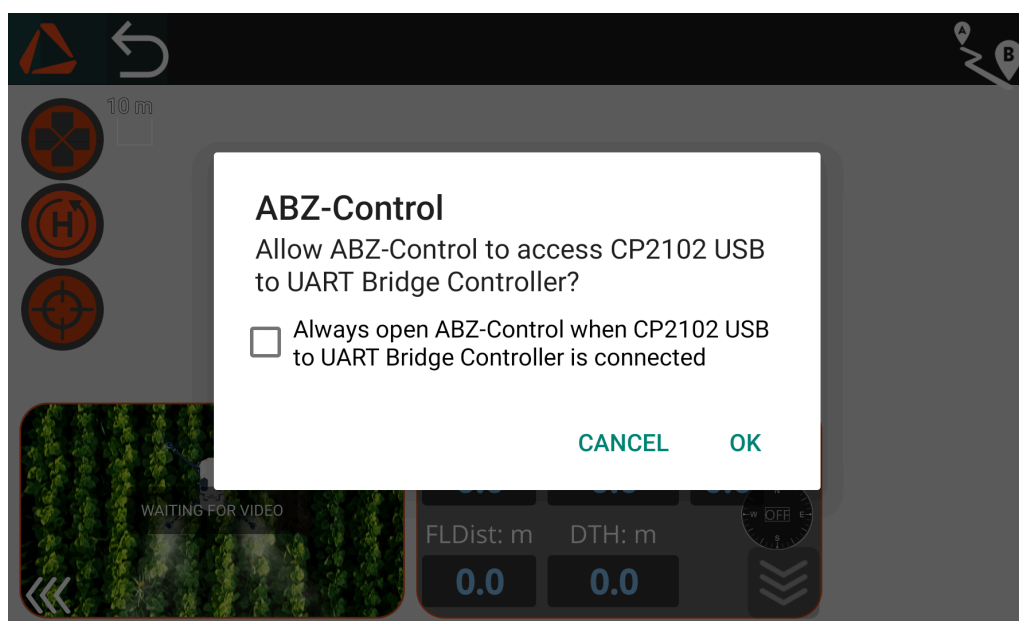 B
A
10 m
H
ABZ-Control
Allow ABZ-Control to access CP2102 USB
to UART Bridge Controller?
Always open ABZ-Control when CP2102 USB
to UART Bridge Controller is connected
CANCEL
OK
WAITING FOR VIDEO
FLDist: m
DTH: m
W OFF E
S
0.0
0.0